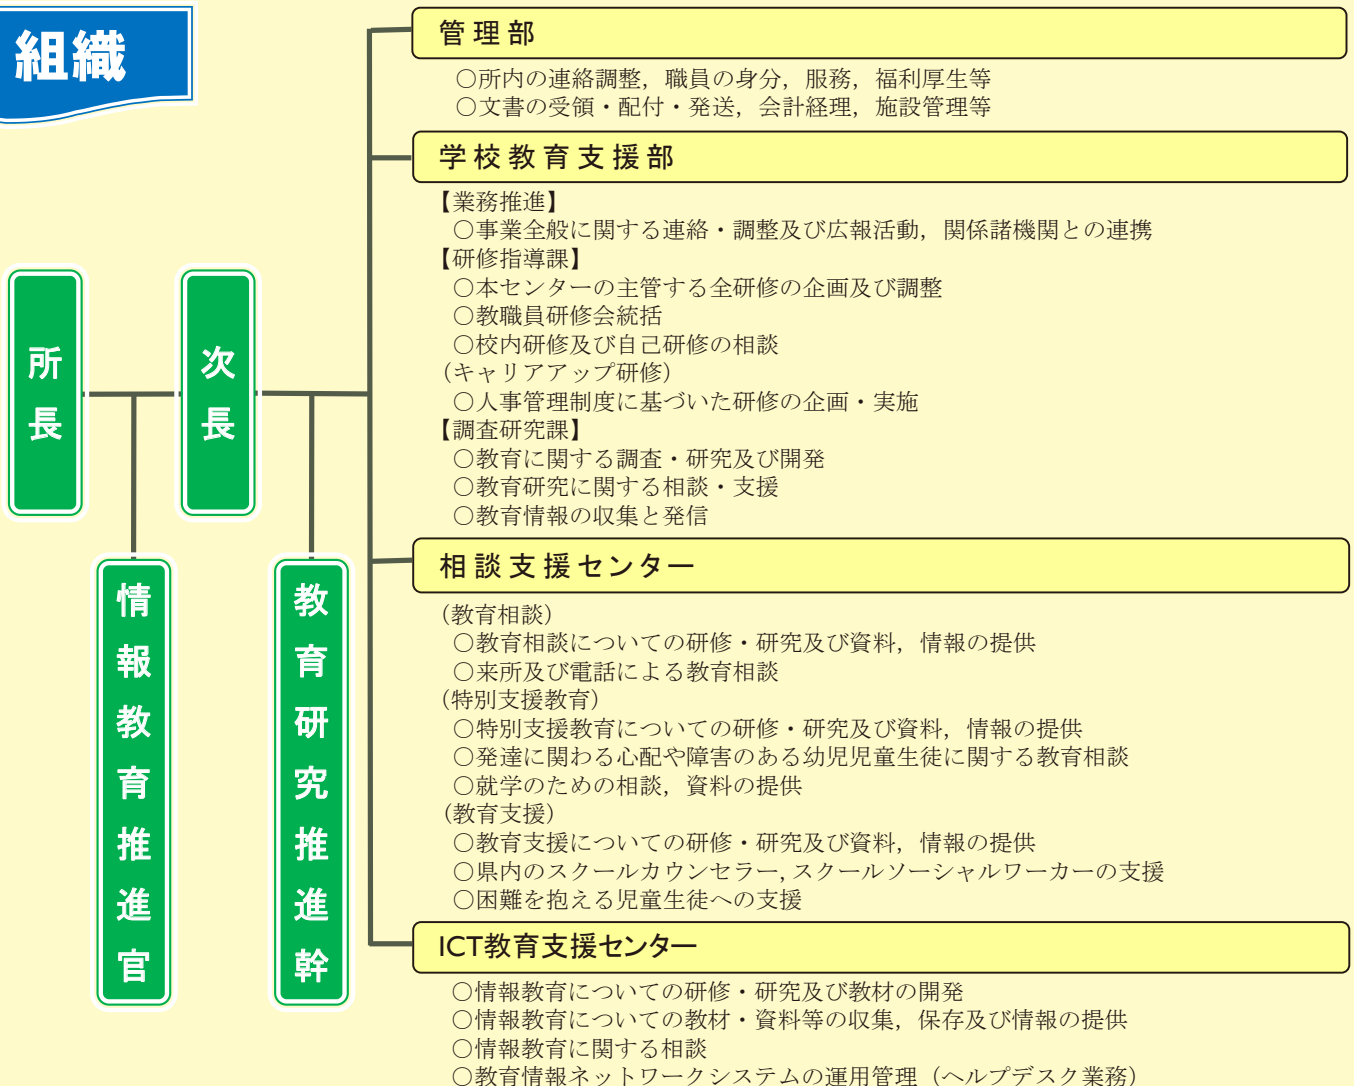 組織
所長
次長
情報教育推進官
教育研究推進幹
管理部
○所内の連絡調整，職員の身分，服務，福利厚生等
○文書の受領・配付・発送，会計経理，施設管理等
学校教育支援部
【業務推進】
○事業全般に関する連絡・調整及び広報活動，関係諸機関との連携
【研修指導課】
○本センターの主管する全研修の企画及び調整
○教職員研修会統括
○校内研修及び自己研修の相談
（キャリアアップ研修）
○人事管理制度に基づいた研修の企画・実施
【調査研究課】
○教育に関する調査・研究及び開発
○教育研究に関する相談・支援
○教育情報の収集と発信
相談支援センター
（教育相談）
○教育相談についての研修・研究及び資料，情報の提供
○来所及び電話による教育相談
（特別支援教育）
○特別支援教育についての研修・研究及び資料，情報の提供
○発達に関わる心配や障害のある幼児児童生徒に関する教育相談
○就学のための相談，資料の提供
（教育支援）
○教育支援についての研修・研究及び資料，情報の提供
○県内のスクールカウンセラー,スクールソーシャルワーカーの支援
○困難を抱える児童生徒への支援
ICT教育支援センター
○情報教育についての研修・研究及び教材の開発
○情報教育についての教材・資料等の収集，保存及び情報の提供
○情報教育に関する相談
○教育情報ネットワークシステムの運用管理（ヘルプデスク業務）